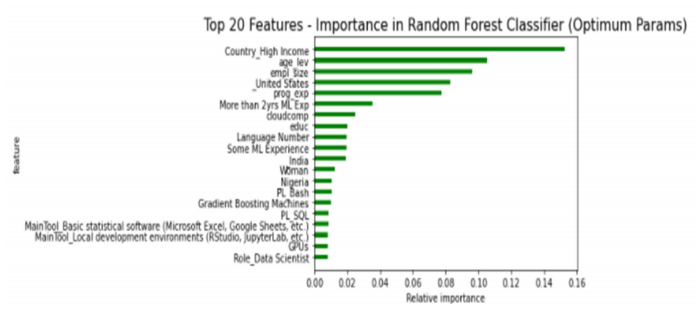 Top 20 Features - Importance in Random Forest Classifier (Optimum Params)
Country_High Income
age_lev
empl_size
_United States
prog_exp
More than 2yrs ML Exp
cloudcomp
educ
Language Number
Some ML Experience
India
Woman
Nigeria
PL_Bash
Gradient Boosting Machines
PL_SQL
MainTool_Basic statistical software (Microsoft Excel, Google Sheets, etc.)
MainTool_Local development environments (RStudio, JupyterLab, etc.)
GPUs
Role_Data Scientist
feature
0.00 0.02 0.04 0.06 0.08 0.10 0.12 0.14 0.16
Relative importance